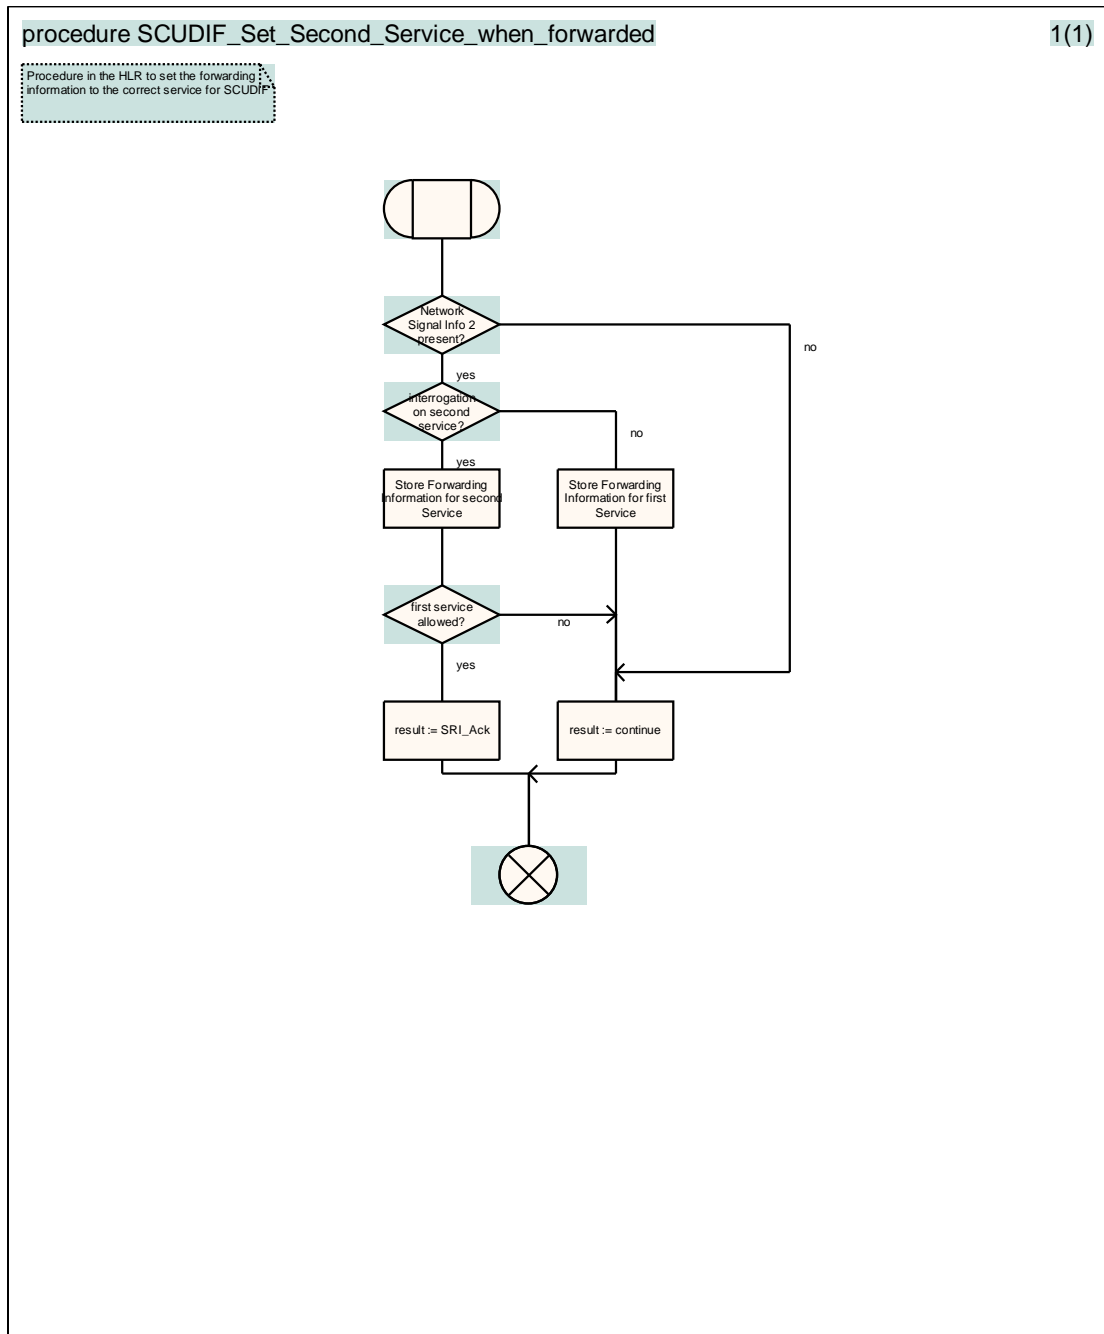 procedure SCUDIF_Set_Second_Service_when_forwarded
1(1)
Procedure in the HLR to set the forwarding
information to the correct service for SCUDIF
Network
Signal Info 2
present?
no
yes
interrogation
on second
service?
no
yes
Store Forwarding
Information for second
Service
Store Forwarding
Information for first
Service
first service
allowed?
no
yes
result := SRI_Ack
result := continue